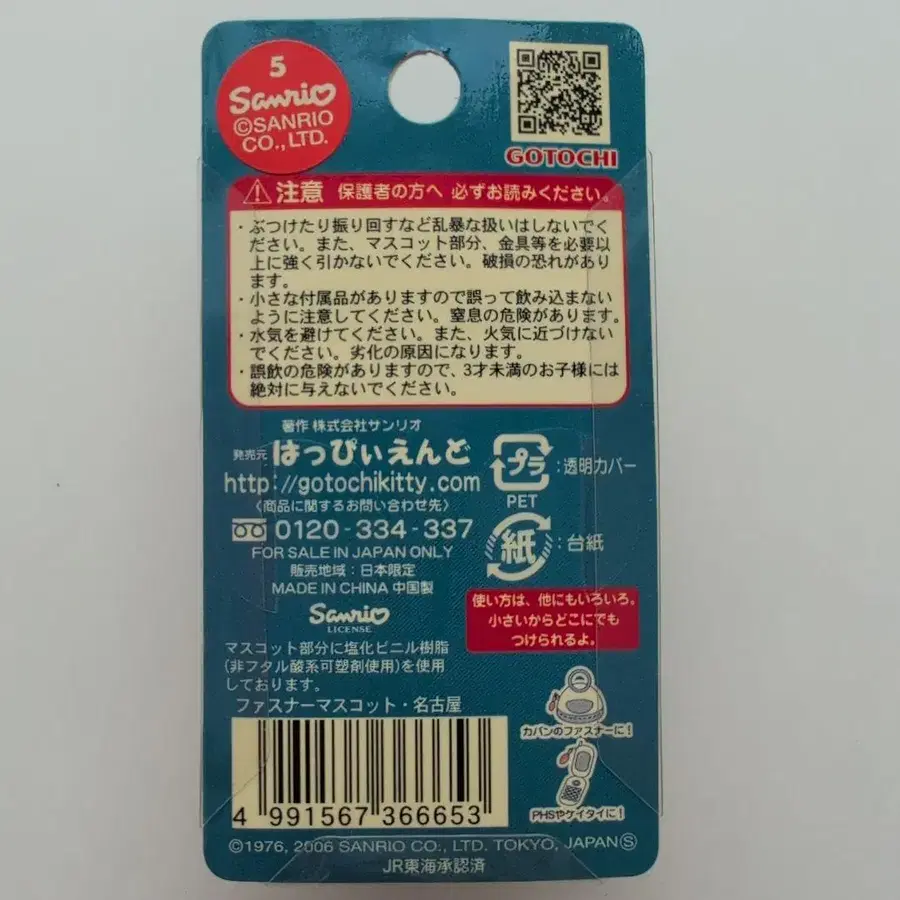 5
Sanrio
©SANRIO
CO., LTD.
GOTOCHI
注意 保護者の方へ 必ずお読みください。
・ぶつけたり振り回すなど乱暴な扱いはしないでく
ださい。また、マスコット部分、金具等を必要以
上に強く引かないでください。破損の恐れがあり
ます。
・小さな付属品がありますので誤って飲み込まない
ように注意してください。窒息の危険があります。
・水気を避けてください。また、火気に近づけない
でください。劣化の原因になります。
・誤飲の危険がありますので、3才未満のお子様には
絶対に与えないでください。
著作 株式会社サンリオ
発売元 はっぴぃえんど
http://gotochikitty.com
〈商品に関するお問い合わせ先〉
0120-334-337
FOR SALE IN JAPAN ONLY
販売地域：日本限定
MADE IN CHINA 中国製
Sanrio
LICENSE
マスコット部分に塩化ビニル樹脂
(非フタル酸系可塑剤使用)を使用
しております。
ファスナーマスコット・名古屋
プラ：透明カバー
PET
紙：台紙
使い方は、他にもいろいろ。
小さいからどこにでも
つけられるよ。
カバンのファスナーに！
PHSやケイタイに！
4 991567 366653
©1976, 2006 SANRIO CO., LTD. TOKYO, JAPAN Ⓢ
JR東海承認済